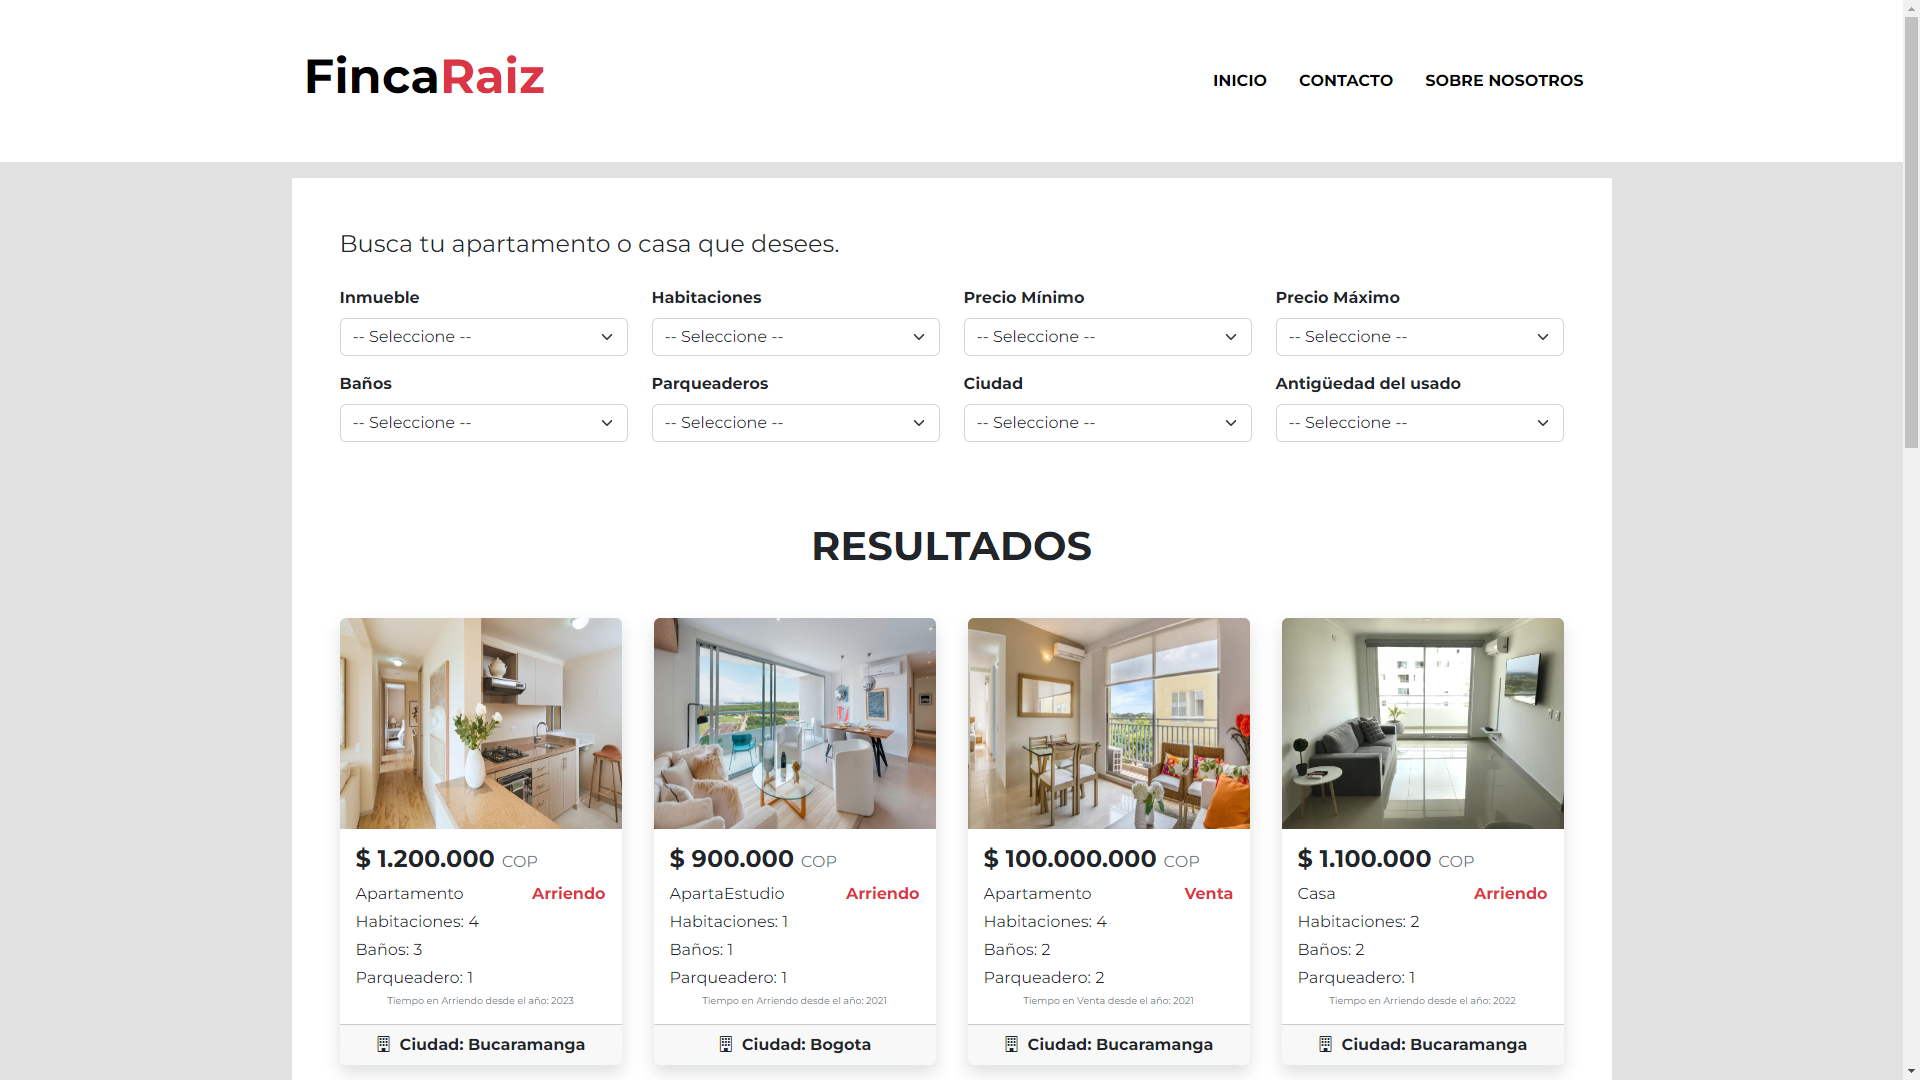 FincaRaiz
INICIO CONTACTO SOBRE NOSOTROS
Busca tu apartamento o casa que desees.
Inmueble Habitaciones Precio Mínimo Precio Máximo
-- Seleccione -- -- Seleccione -- -- Seleccione -- -- Seleccione --
Baños Parqueaderos Ciudad Antigüedad del usado
-- Seleccione -- -- Seleccione -- -- Seleccione -- -- Seleccione --
RESULTADOS
$ 1.200.000 COP
Apartamento Arriendo
Habitaciones: 4
Baños: 3
Parqueadero: 1
Tiempo en Arriendo desde el año: 2023
Ciudad: Bucaramanga
$ 900.000 COP
ApartaEstudio Arriendo
Habitaciones: 1
Baños: 1
Parqueadero: 1
Tiempo en Arriendo desde el año: 2021
Ciudad: Bogota
$ 100.000.000 COP
Apartamento Venta
Habitaciones: 4
Baños: 2
Parqueadero: 2
Tiempo en Venta desde el año: 2021
Ciudad: Bucaramanga
$ 1.100.000 COP
Casa Arriendo
Habitaciones: 2
Baños: 2
Parqueadero: 1
Tiempo en Arriendo desde el año: 2022
Ciudad: Bucaramanga